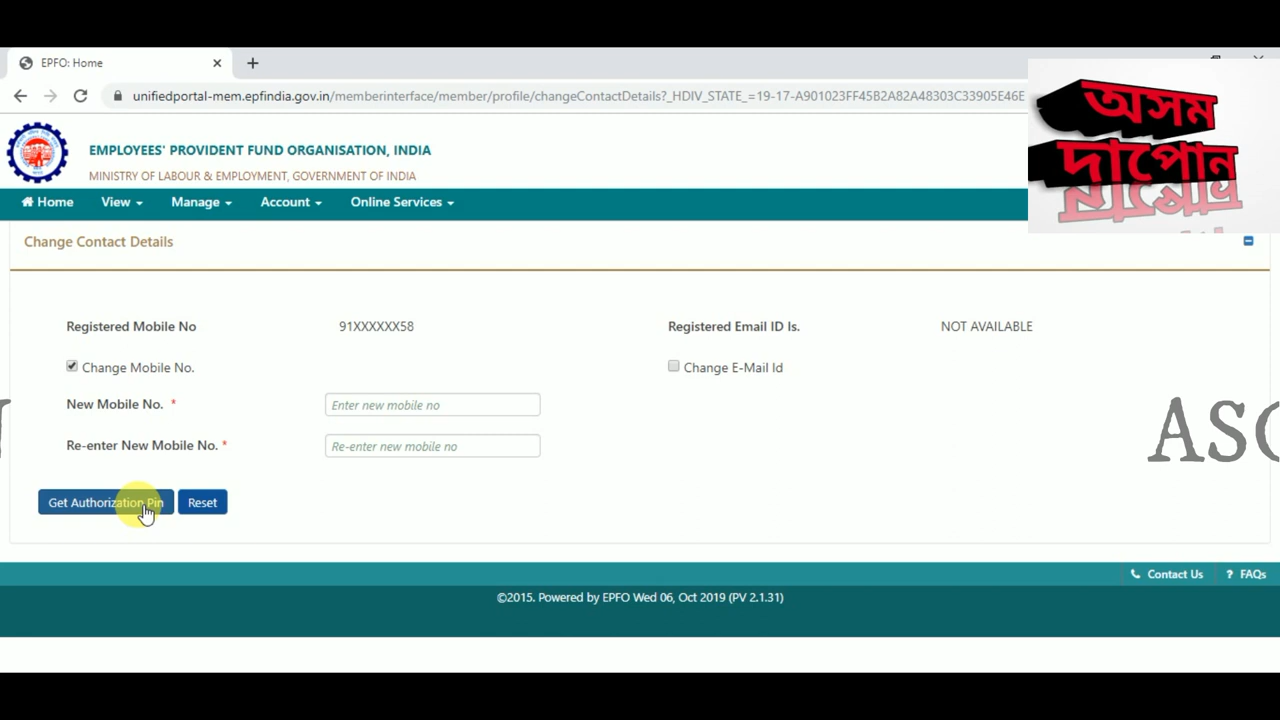 EPFO: Home
unifiedportal-mem.epfindia.gov.in/memberinterface/member/profile/changeContactDetails?_HDIV_STATE_=19-17-A901023FF45B2A82A48303C33905E46E
অসম
দাপোন
EMPLOYEES' PROVIDENT FUND ORGANISATION, INDIA
MINISTRY OF LABOUR & EMPLOYMENT, GOVERNMENT OF INDIA
Home View Manage Account Online Services
Change Contact Details
Registered Mobile No 91XXXXXX58 Registered Email ID Is. NOT AVAILABLE
Change Mobile No. Change E-Mail Id
New Mobile No. * Enter new mobile no
Re-enter New Mobile No. * Re-enter new mobile no
Get Authorization Pin Reset
Contact Us ? FAQs
©2015. Powered by EPFO Wed 06, Oct 2019 (PV 2.1.31)